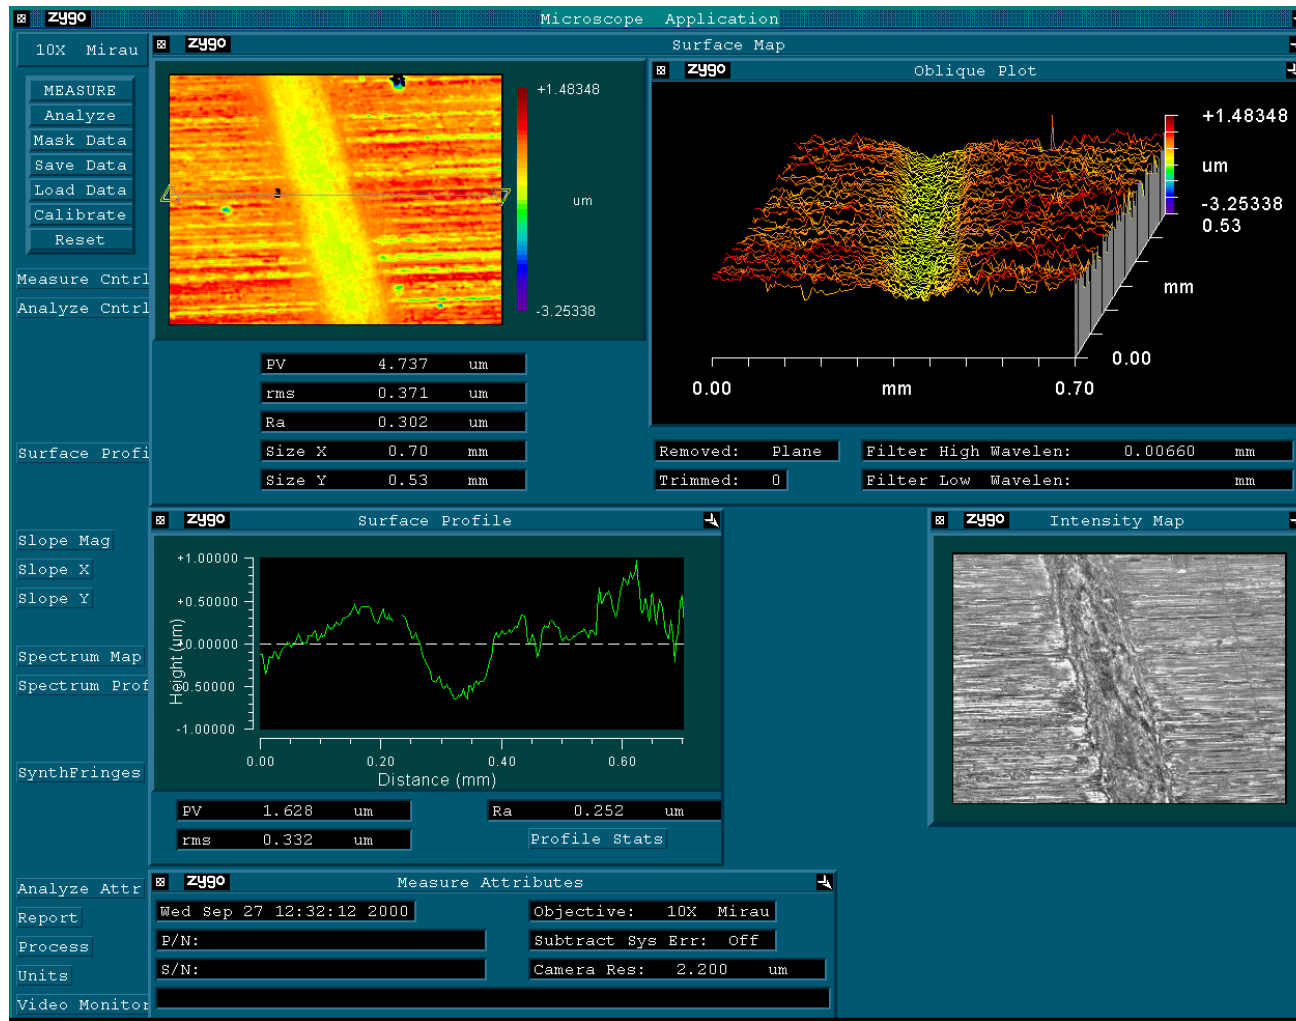 zygo Microscope Application
10X Mirau
MEASURE
Analyze
Mask Data
Save Data
Load Data
Calibrate
Reset
Measure Cntrl
Analyze Cntrl
Surface Profi
Slope Mag
Slope X
Slope Y
Spectrum Map
Spectrum Prof
SynthFringes
Analyze Attr
Report
Process
Units
Video Monitor
zygo Surface Map
+1.48348
um
-3.25338
PV 4.737 um
rms 0.371 um
Ra 0.302 um
Size X 0.70 mm
Size Y 0.53 mm
zygo Oblique Plot
+1.48348
um
-3.25338
0.53
mm
0.00
0.00 mm 0.70
Removed: Plane
Trimmed: 0
Filter High Wavelen: 0.00660 mm
Filter Low Wavelen: mm
zygo Surface Profile
+1.00000
+0.50000
+0.00000
-0.50000
-1.00000
Height (um)
0.00 0.20 0.40 0.60
Distance (mm)
PV 1.628 um
rms 0.332 um
Ra 0.252 um
Profile Stats
zygo Intensity Map
zygo Measure Attributes
Wed Sep 27 12:32:12 2000
P/N:
S/N:
Objective: 10X Mirau
Subtract Sys Err: Off
Camera Res: 2.200 um